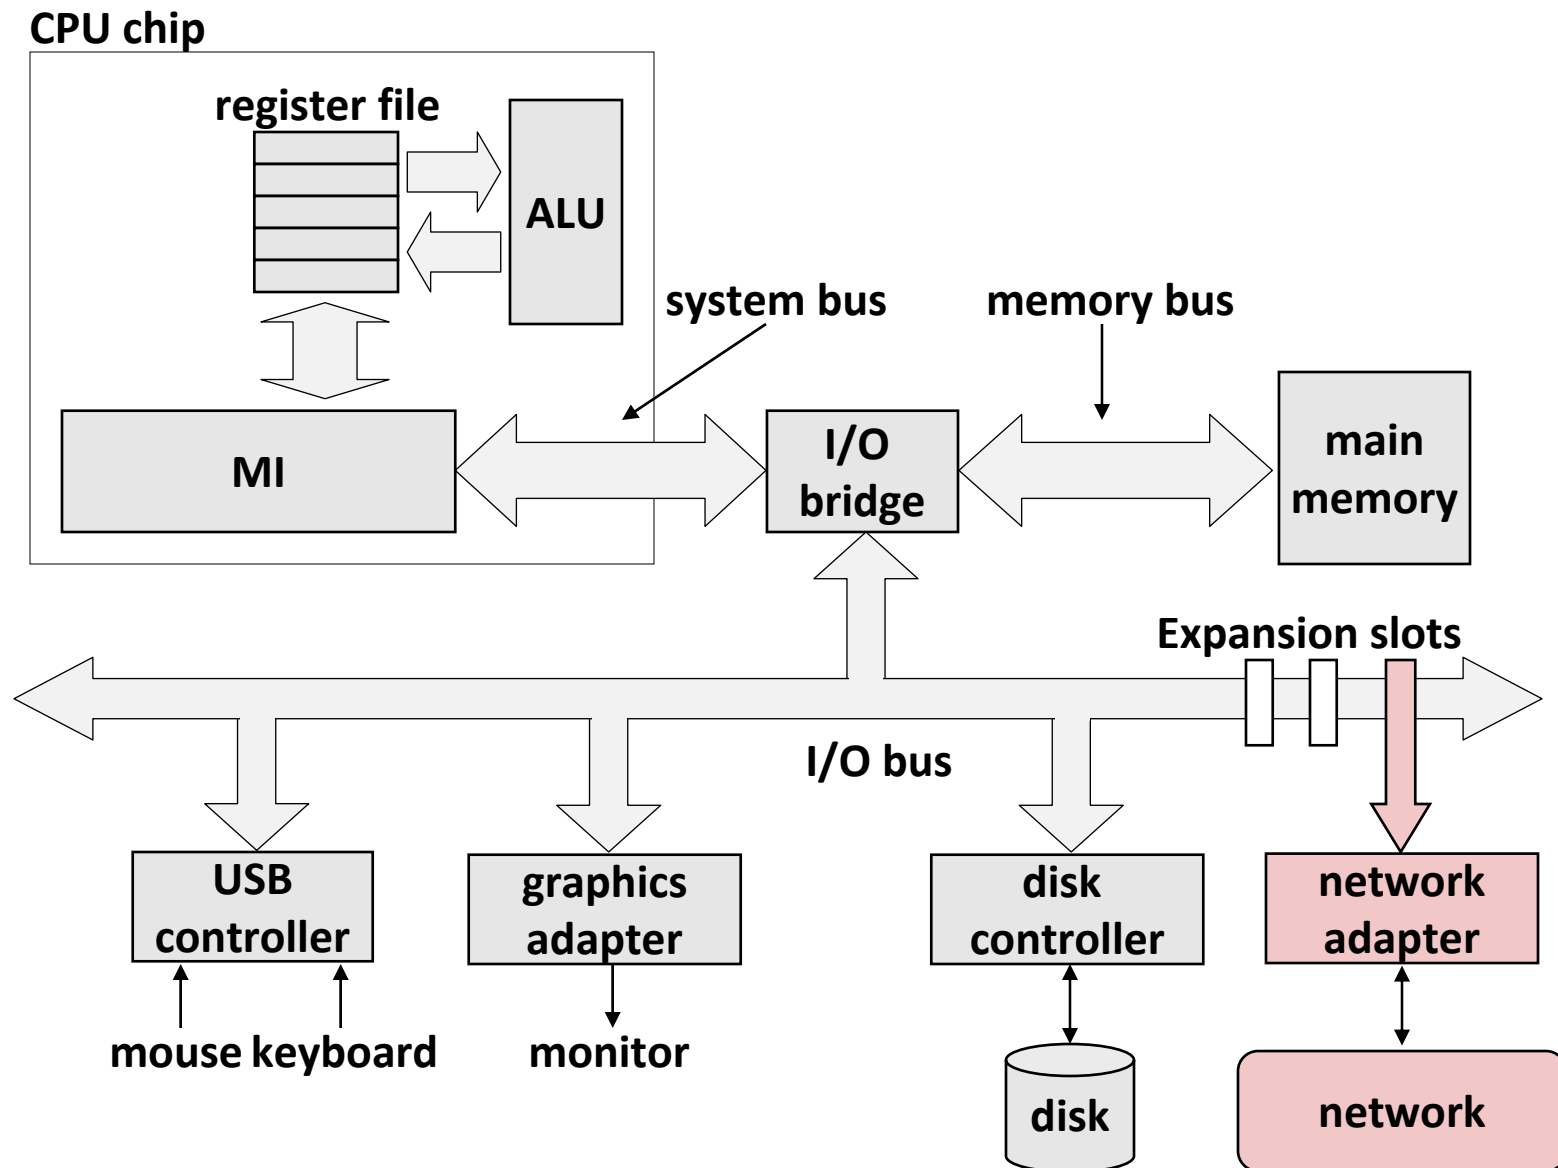 CPU chip
register file
ALU
system bus
memory bus
MI
I/O
bridge
main
memory
Expansion slots
I/O bus
USB
controller
graphics
adapter
disk
controller
network
adapter
mouse
keyboard
monitor
disk
network